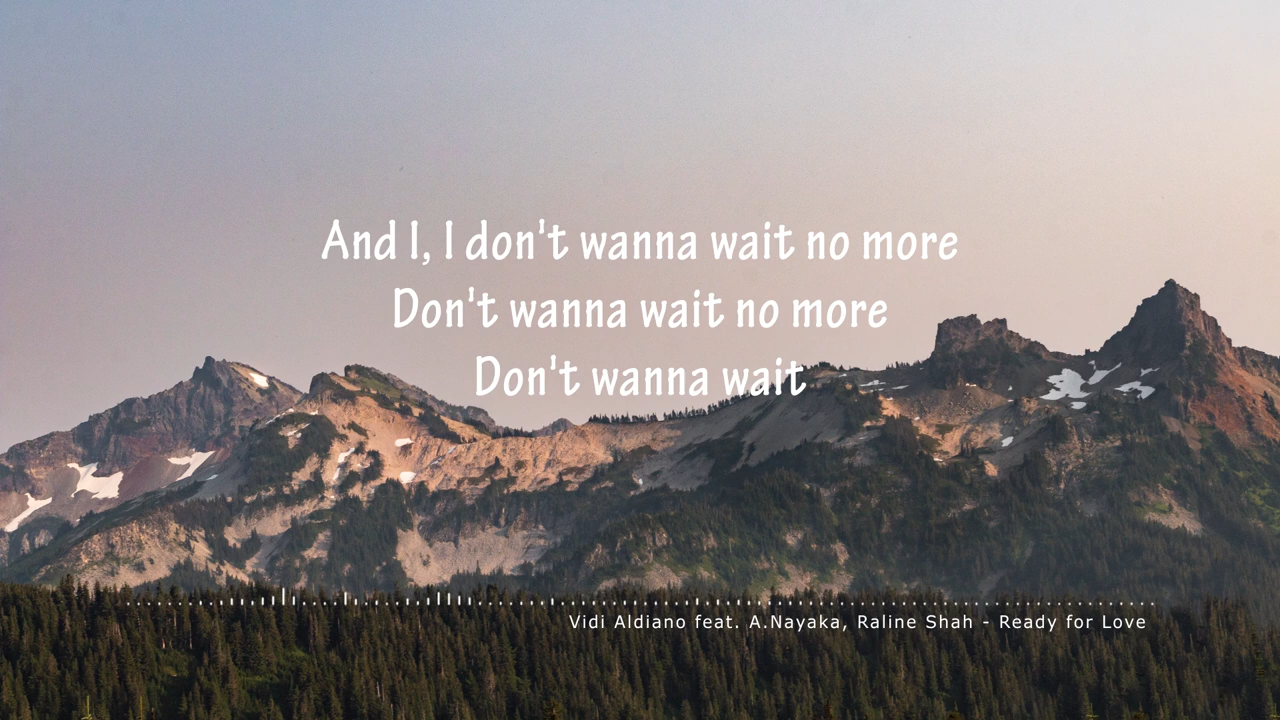 And I, I don't wanna wait no more
Don't wanna wait no more
Don't wanna wait
Vidi Aldiano feat. A.Nayaka, Raline Shah - Ready for Love